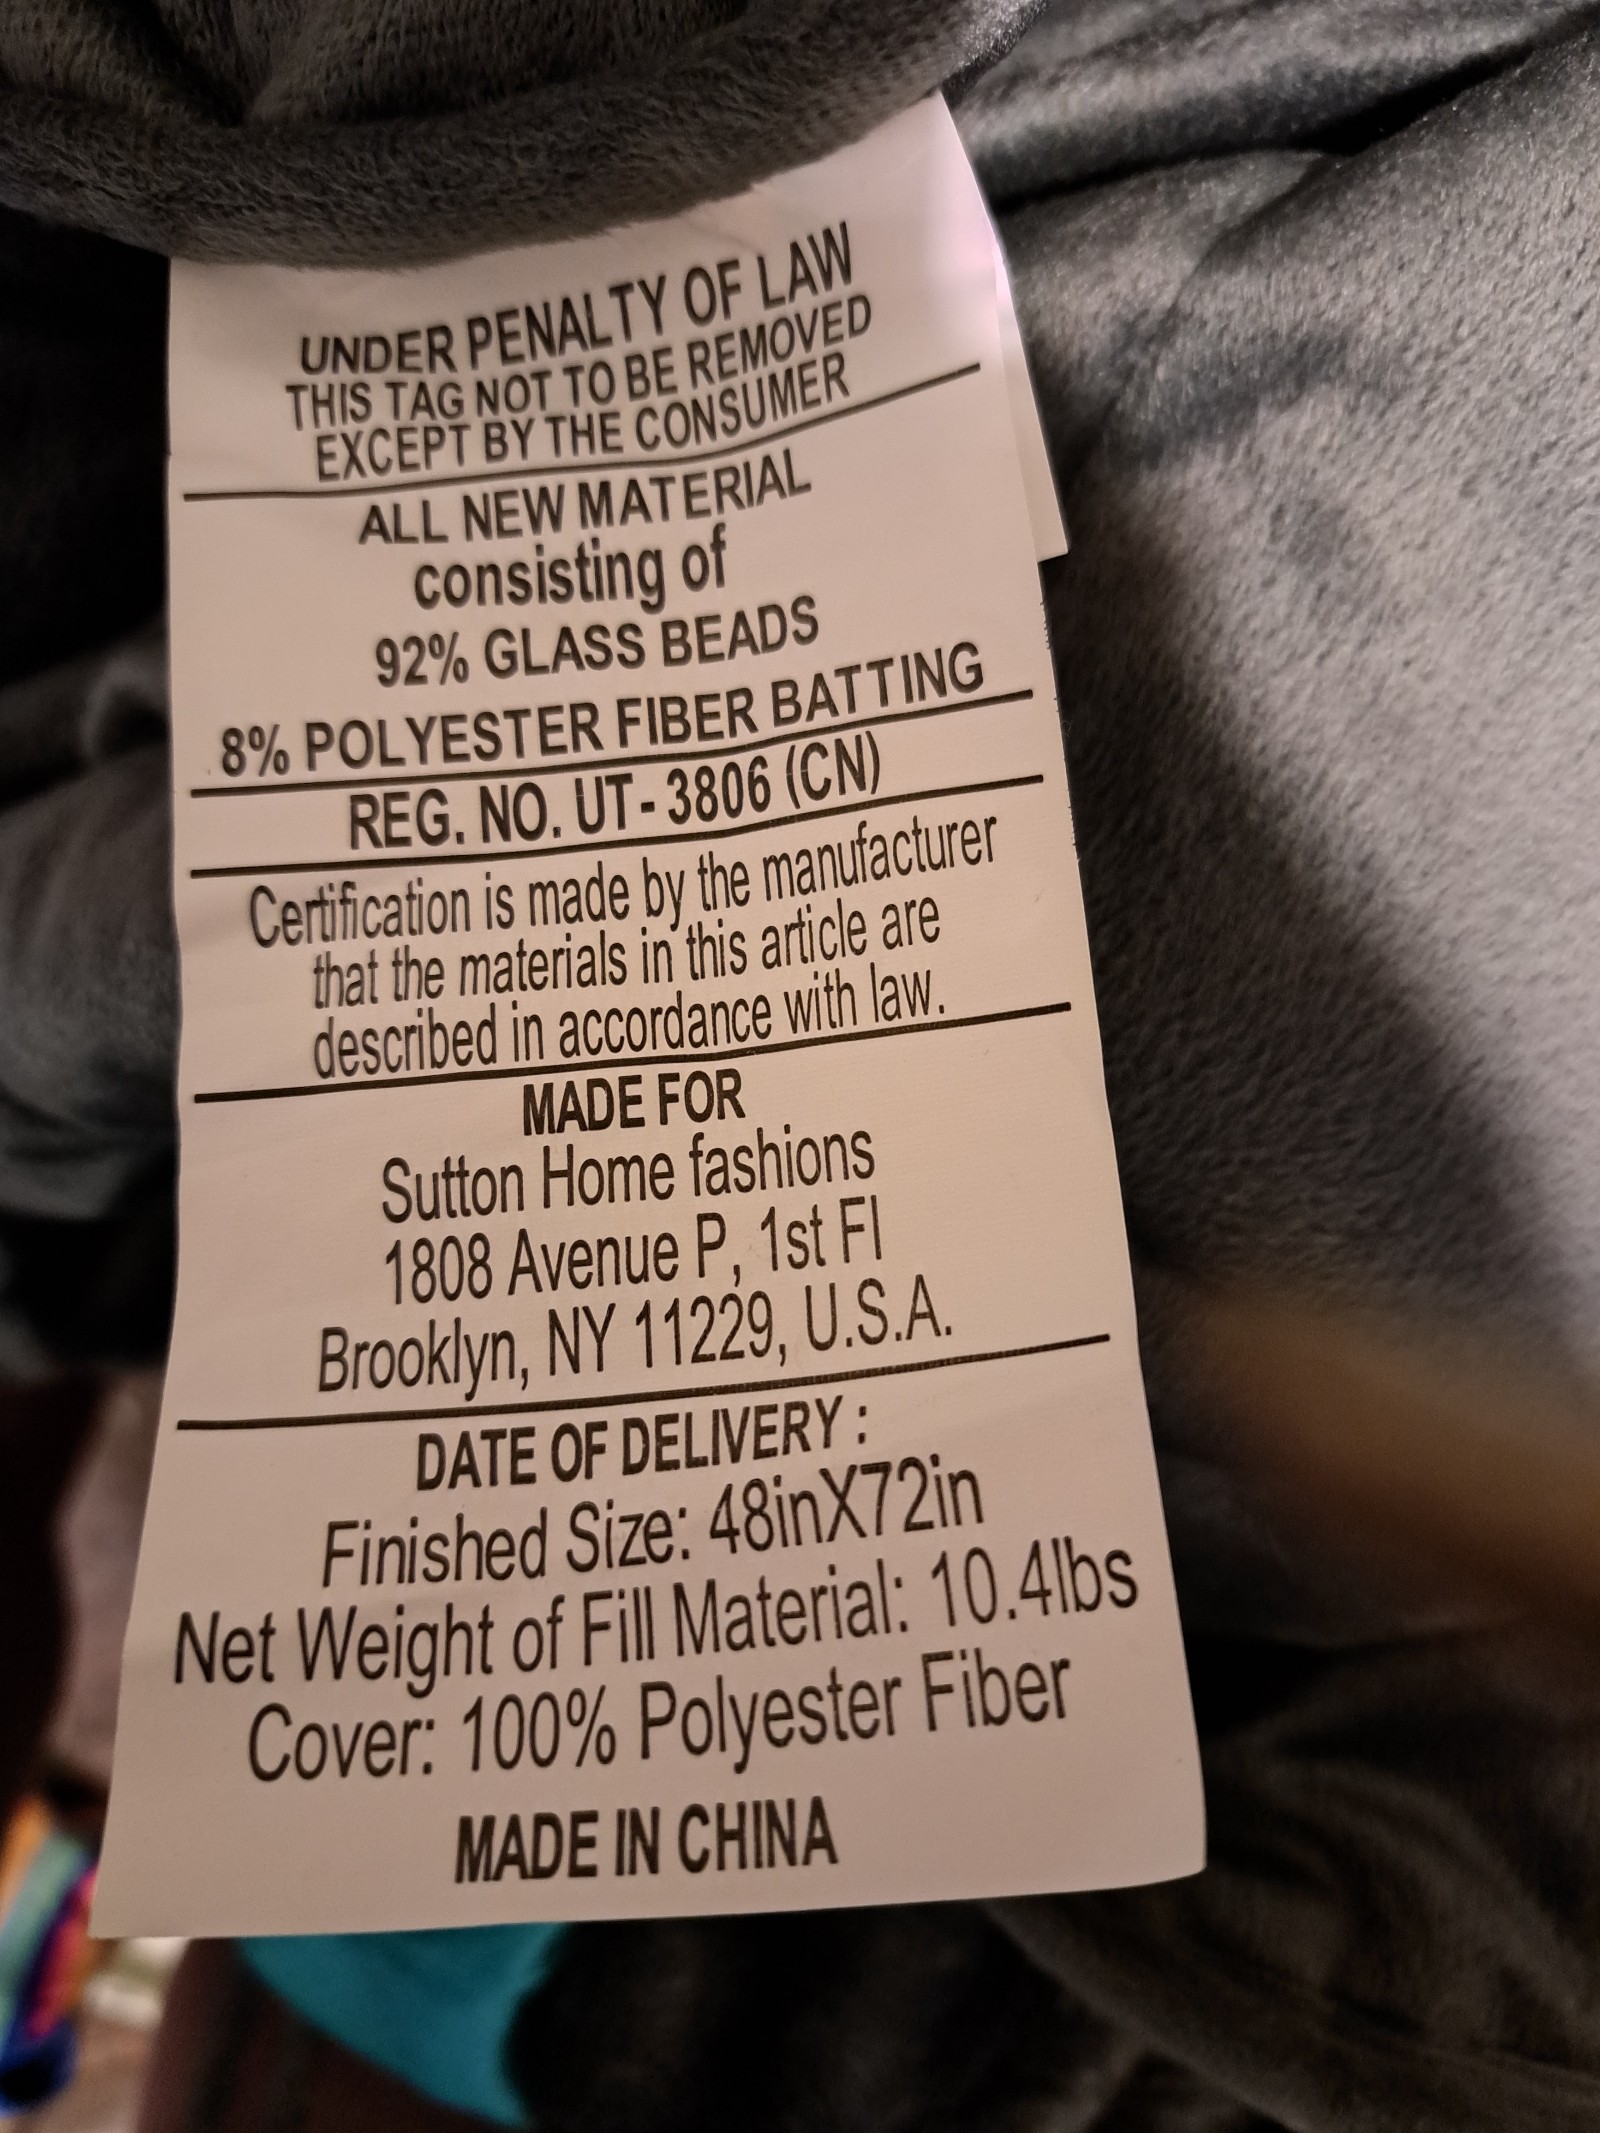 UNDER PENALTY OF LAW
THIS TAG NOT TO BE REMOVED
EXCEPT BY THE CONSUMER
ALL NEW MATERIAL
consisting of
92% GLASS BEADS
8% POLYESTER FIBER BATTING
REG. NO. UT- 3806 (CN)
Certification is made by the manufacturer
that the materials in this article are
described in accordance with law.
MADE FOR
Sutton Home fashions
1808 Avenue P, 1st Fl
Brooklyn, NY 11229, U.S.A.
DATE OF DELIVERY :
Finished Size: 48inX72in
Net Weight of Fill Material: 10.4lbs
Cover: 100% Polyester Fiber
MADE IN CHINA